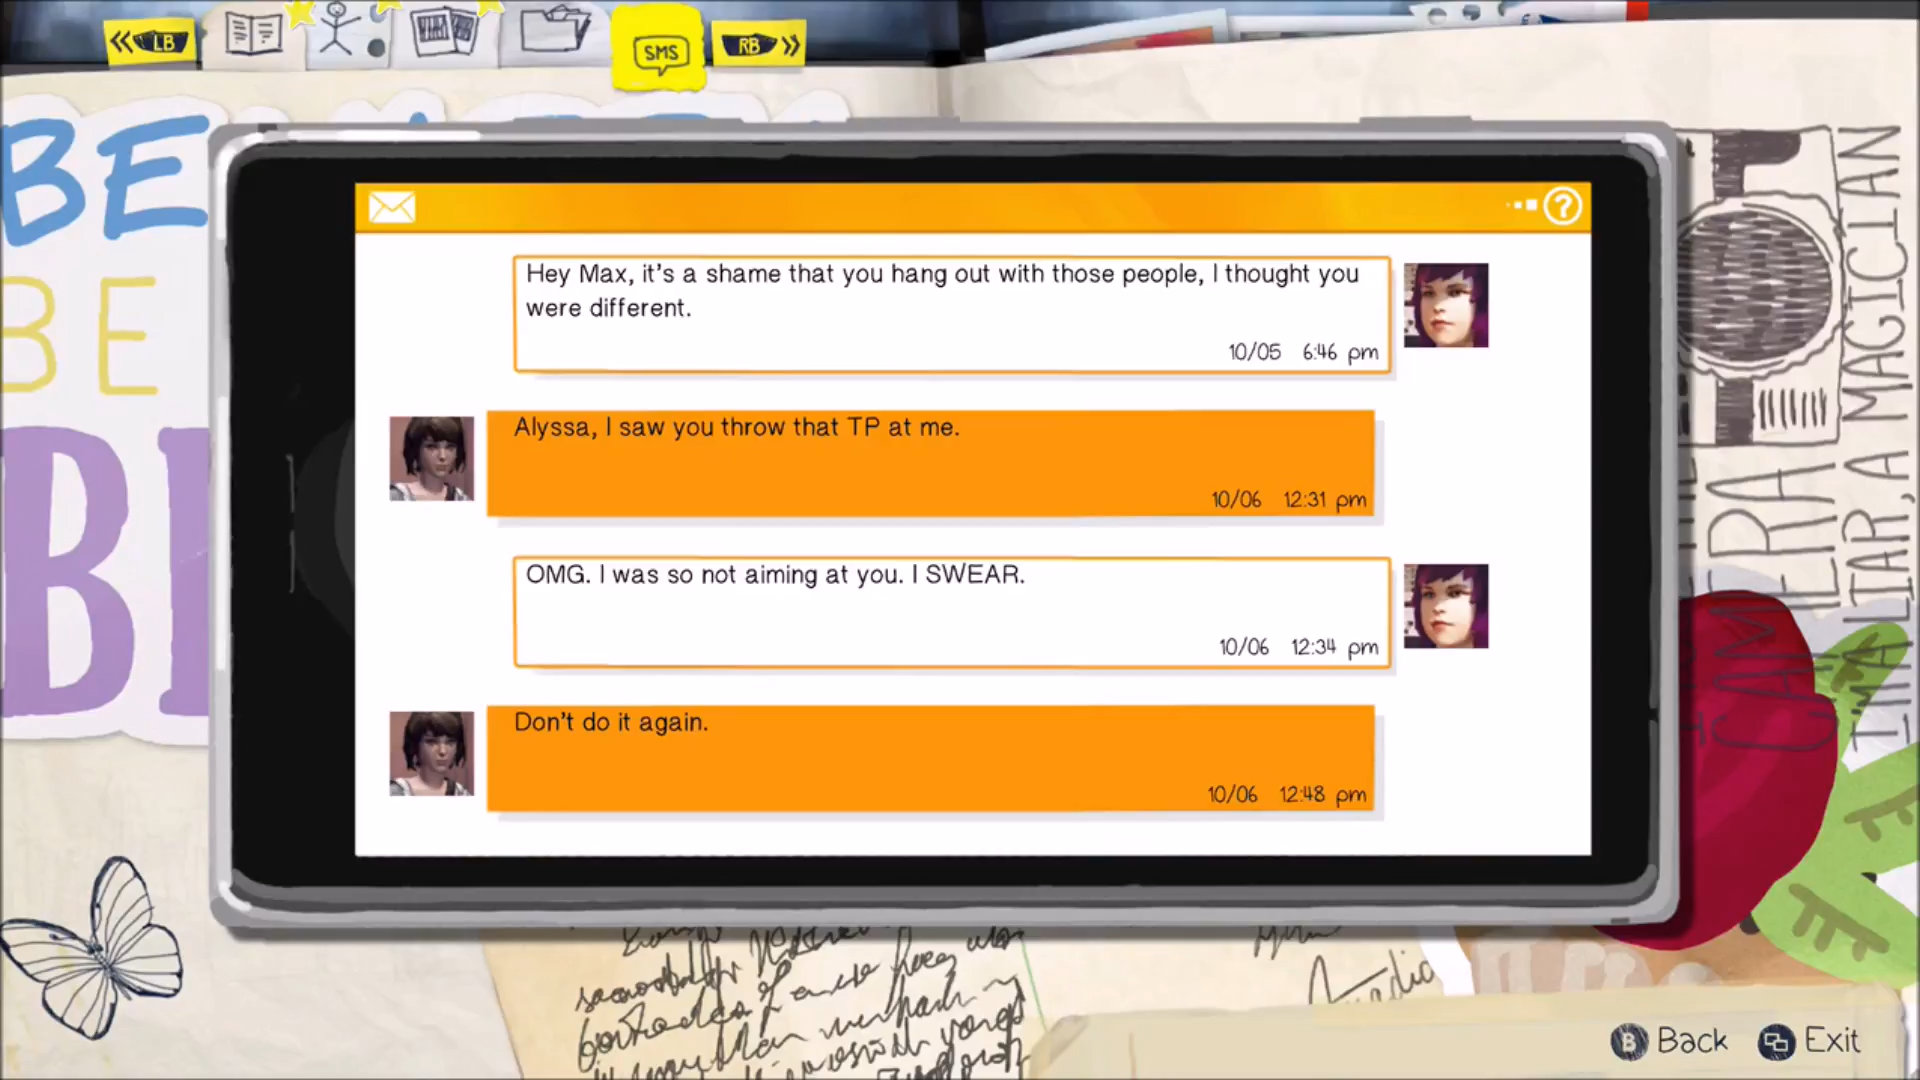 LB
SMS
RB
BE
BE
Hey Max, it's a shame that you hang out with those people, I thought you
were different.
10/05 6:46 pm
Alyssa, I saw you throw that TP at me.
10/06 12:31 pm
OMG. I was so not aiming at you. I SWEAR.
10/06 12:34 pm
Don't do it again.
10/06 12:48 pm
CAMERA
LIAR, A MAGICIAN
B Back
Exit